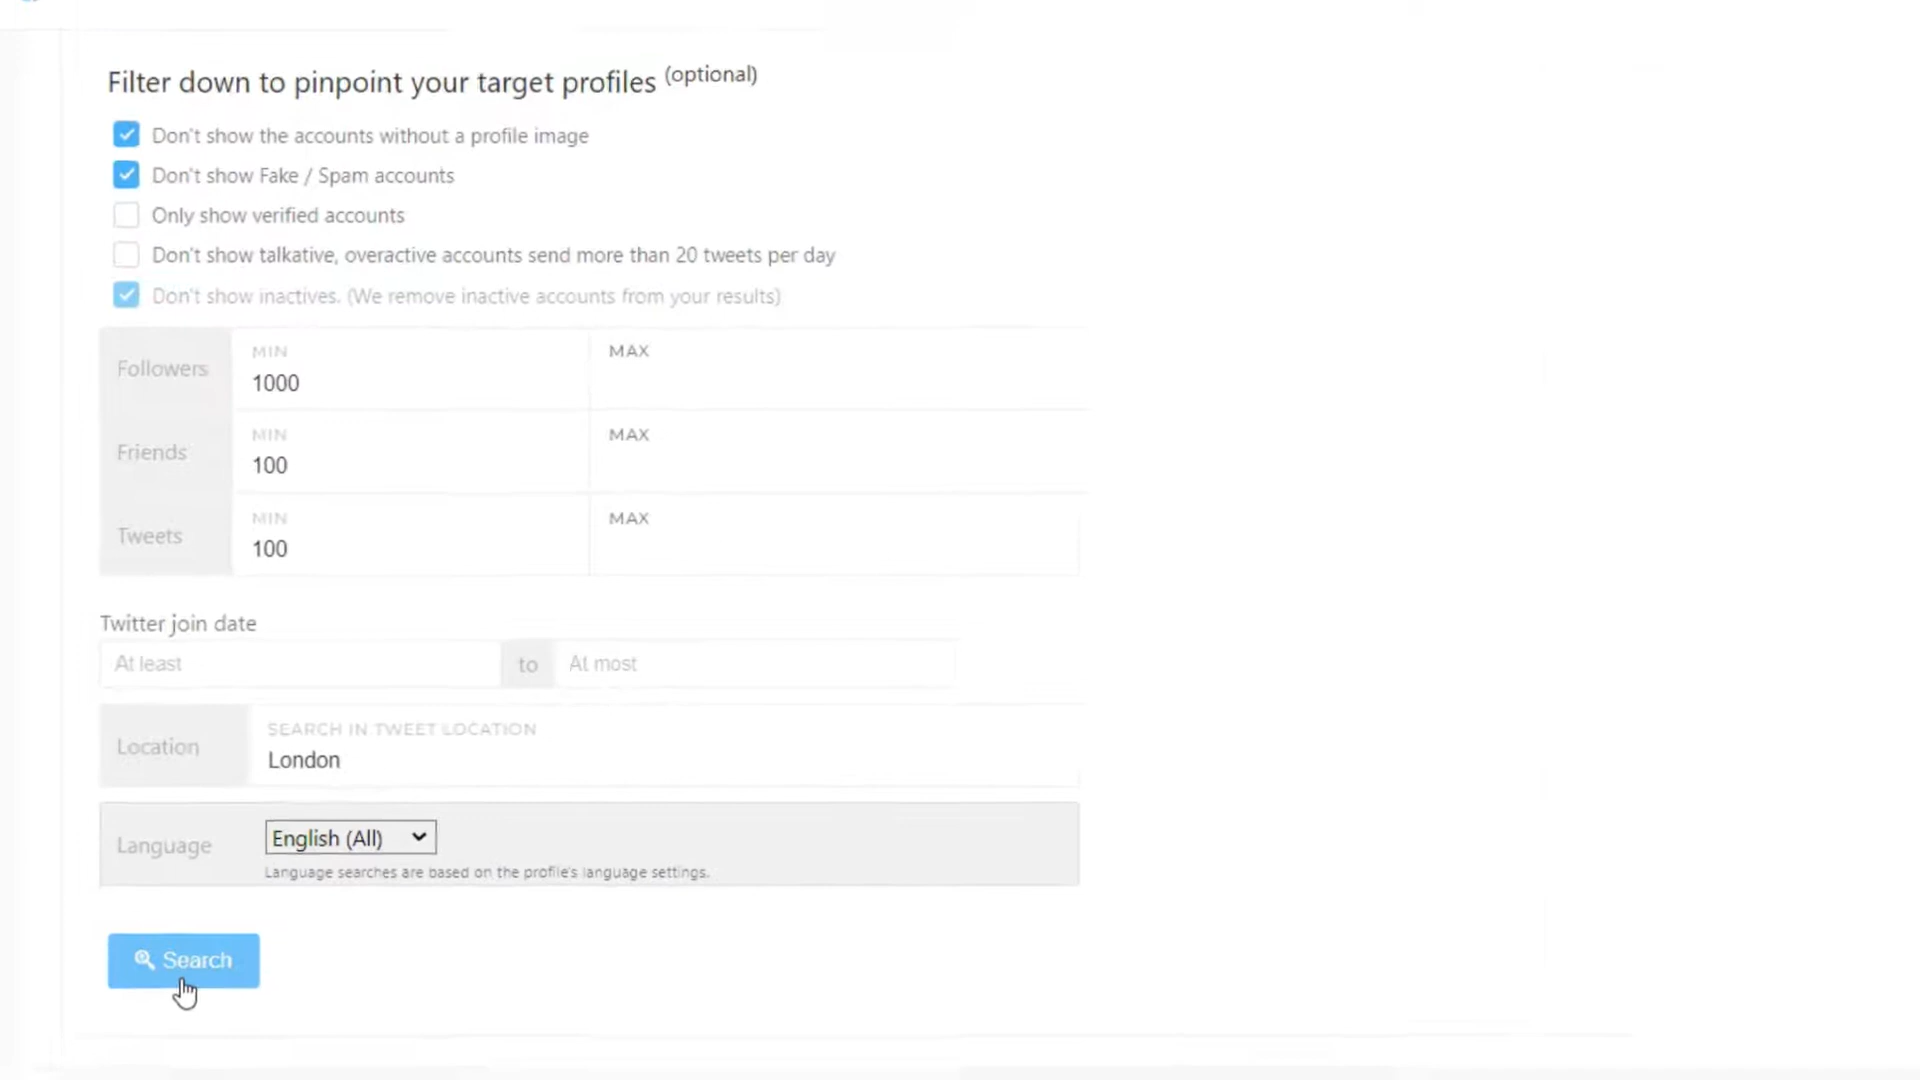 Filter down to pinpoint your target profiles (optional)
Don't show the accounts without a profile image
Don't show Fake / Spam accounts
Only show verified accounts
Don't show talkative, overactive accounts send more than 20 tweets per day
Don't show inactives. (We remove inactive accounts from your results)
Followers
MIN
1000
MAX
Friends
MIN
100
MAX
Tweets
MIN
100
MAX
Twitter join date
At least
to
At most
Location
SEARCH IN TWEET LOCATION
London
Language
English (All)
Language searches are based on the profile's language settings.
Search